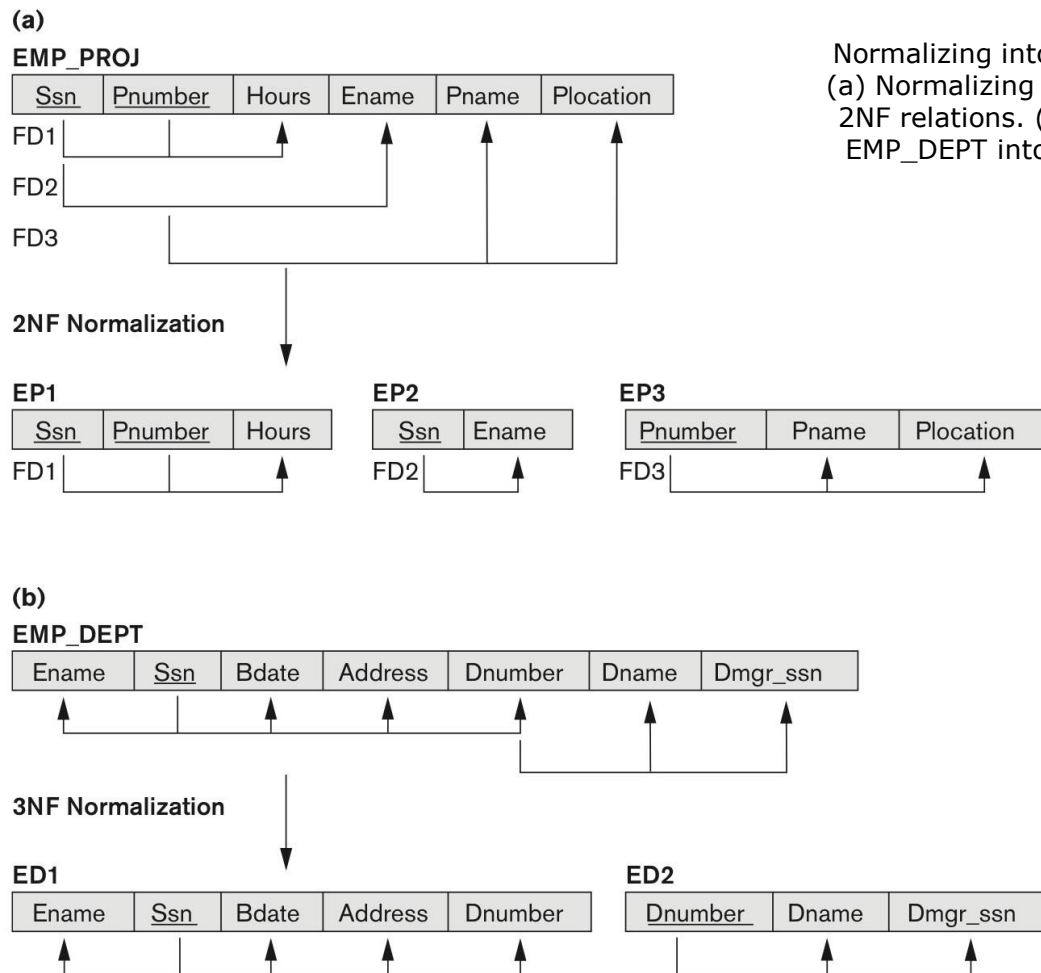 (a)
EMP_PROJ
Ssn Pnumber Hours Ename Pname Plocation
FD1
FD2
FD3
Normalizing into
(a) Normalizing
2NF relations. (
EMP_DEPT into
2NF Normalization
EP1
Ssn Pnumber Hours
FD1
EP2
Ssn Ename
FD2
EP3
Pnumber Pname Plocation
FD3
(b)
EMP_DEPT
Ename Ssn Bdate Address Dnumber Dname Dmgr_ssn
3NF Normalization
ED1
Ename Ssn Bdate Address Dnumber
ED2
Dnumber Dname Dmgr_ssn